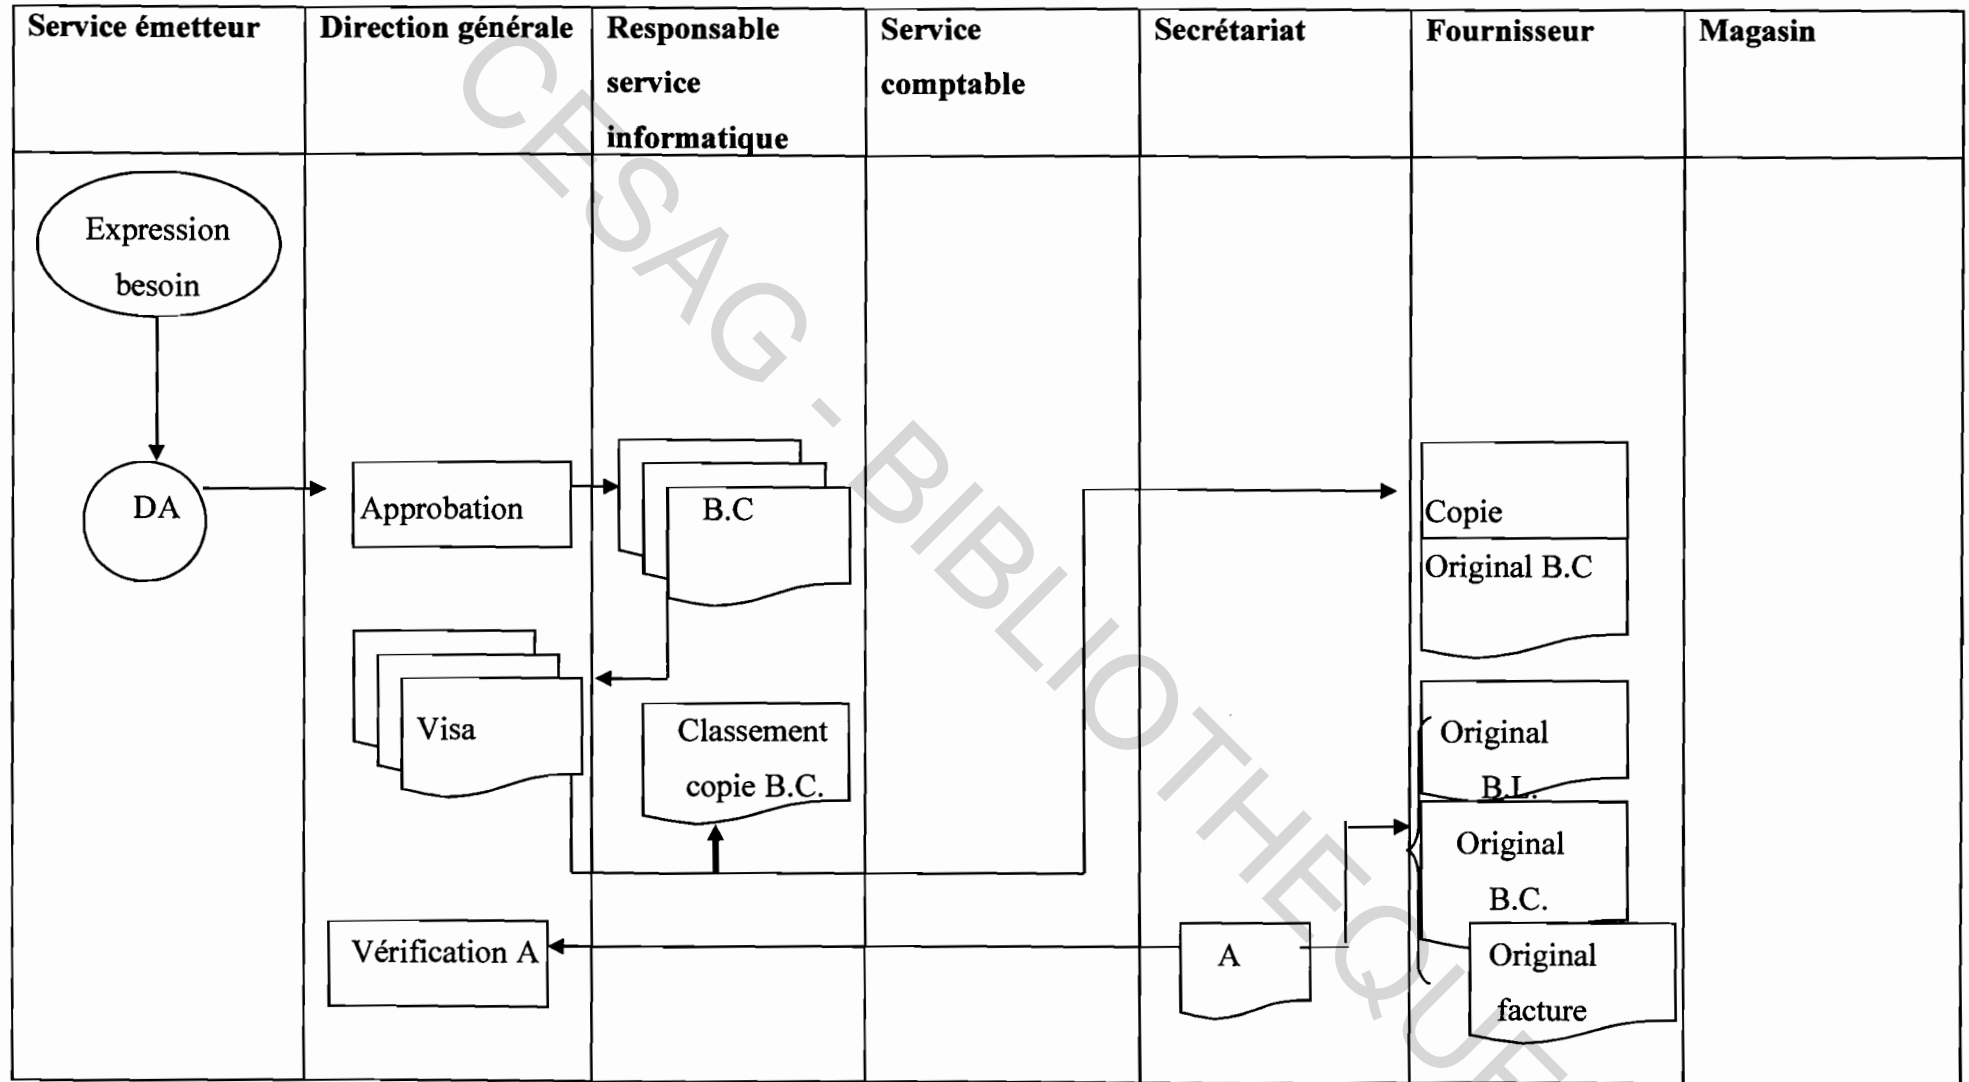 Service émetteur
Direction générale
Responsable
service
informatique
Service
comptable
Secrétariat
Fournisseur
Magasin
Expression
besoin
DA
Approbation
B.C
Copie
Original B.C
Visa
Classement
copie B.C.
Original
B.L.
Original
B.C.
Vérification A
A
Original
facture
CESAG - BIBLIOTHEQUE